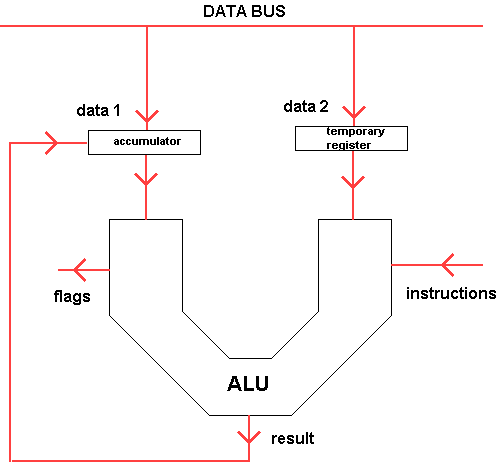 DATA BUS
data 1
data 2
accumulator
temporary
register
flags
instructions
ALU
result